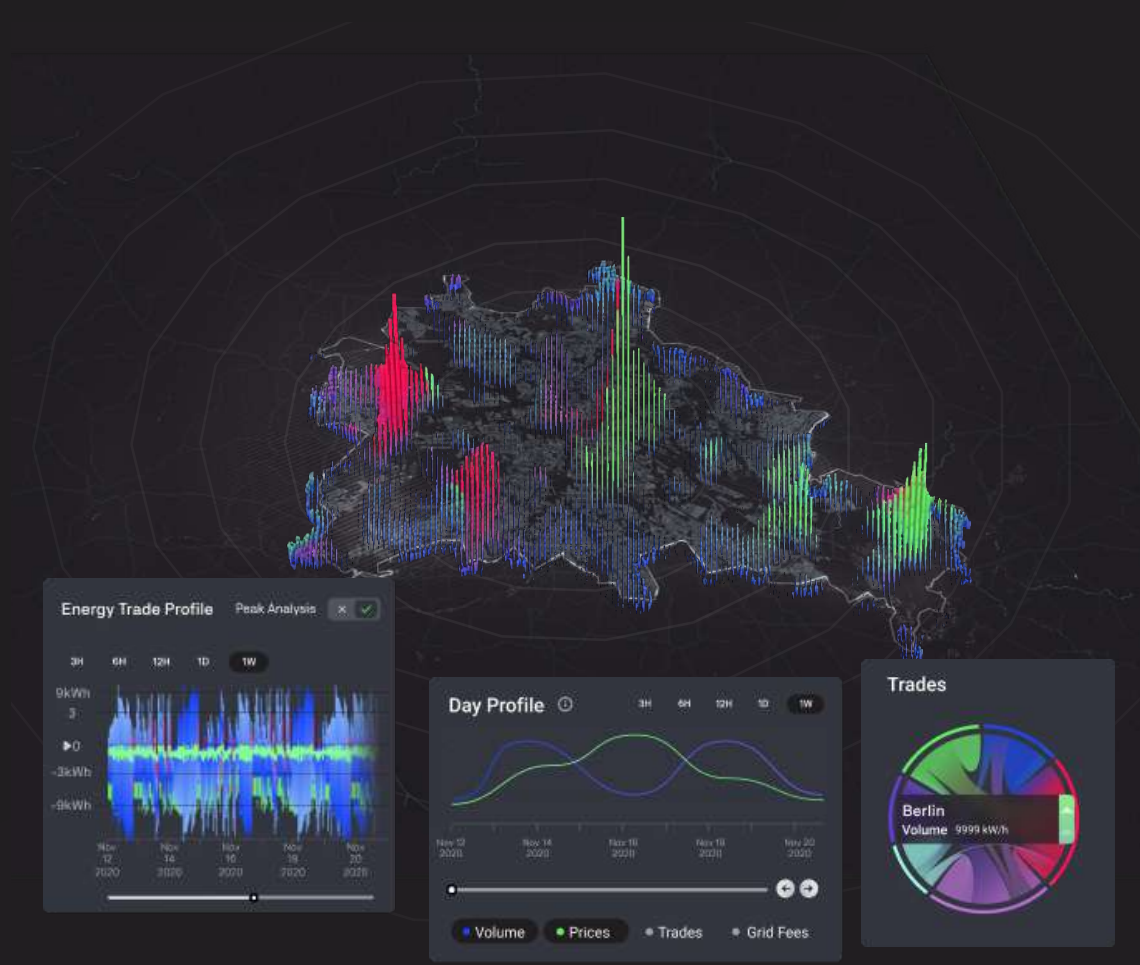 Energy Trade Profile Peak Analysis
3H 6H 12H 1D 1W
9kWh
3
0
-3kWh
-9kWh
Nov 12 2020
Nov 14 2020
Nov 16 2020
Nov 19 2020
Nov 20 2020
Day Profile
3H 6H 12H 1D 1W
Nov 12 2020
Nov 14 2020
Nov 16 2020
Nov 18 2020
Nov 20 2020
Volume Prices Trades Grid Fees
Trades
Berlin
Volume 9999 kW/h